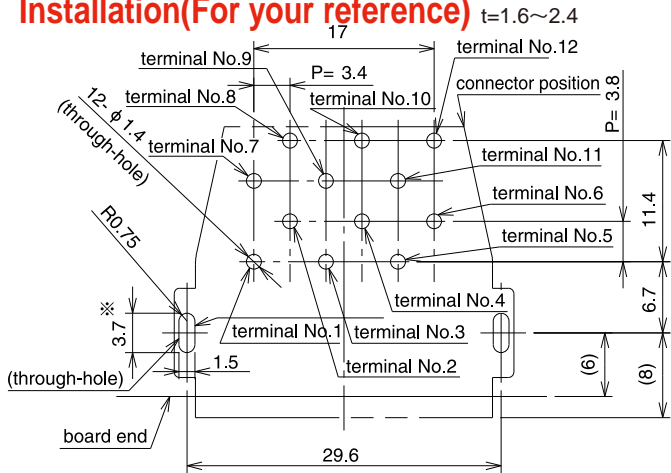 Installation(For your reference) t=1.6～2.4
17
terminal No.9
terminal No.12
P= 3.4
connector position
terminal No.8
terminal No.10
P= 3.8
12- φ1.4
(through-hole)
terminal No.7
terminal No.11
terminal No.6
11.4
R0.75
terminal No.5
terminal No.4
※
3.7
terminal No.1
terminal No.3
6.7
1.5
terminal No.2
(through-hole)
(6)
(8)
board end
29.6